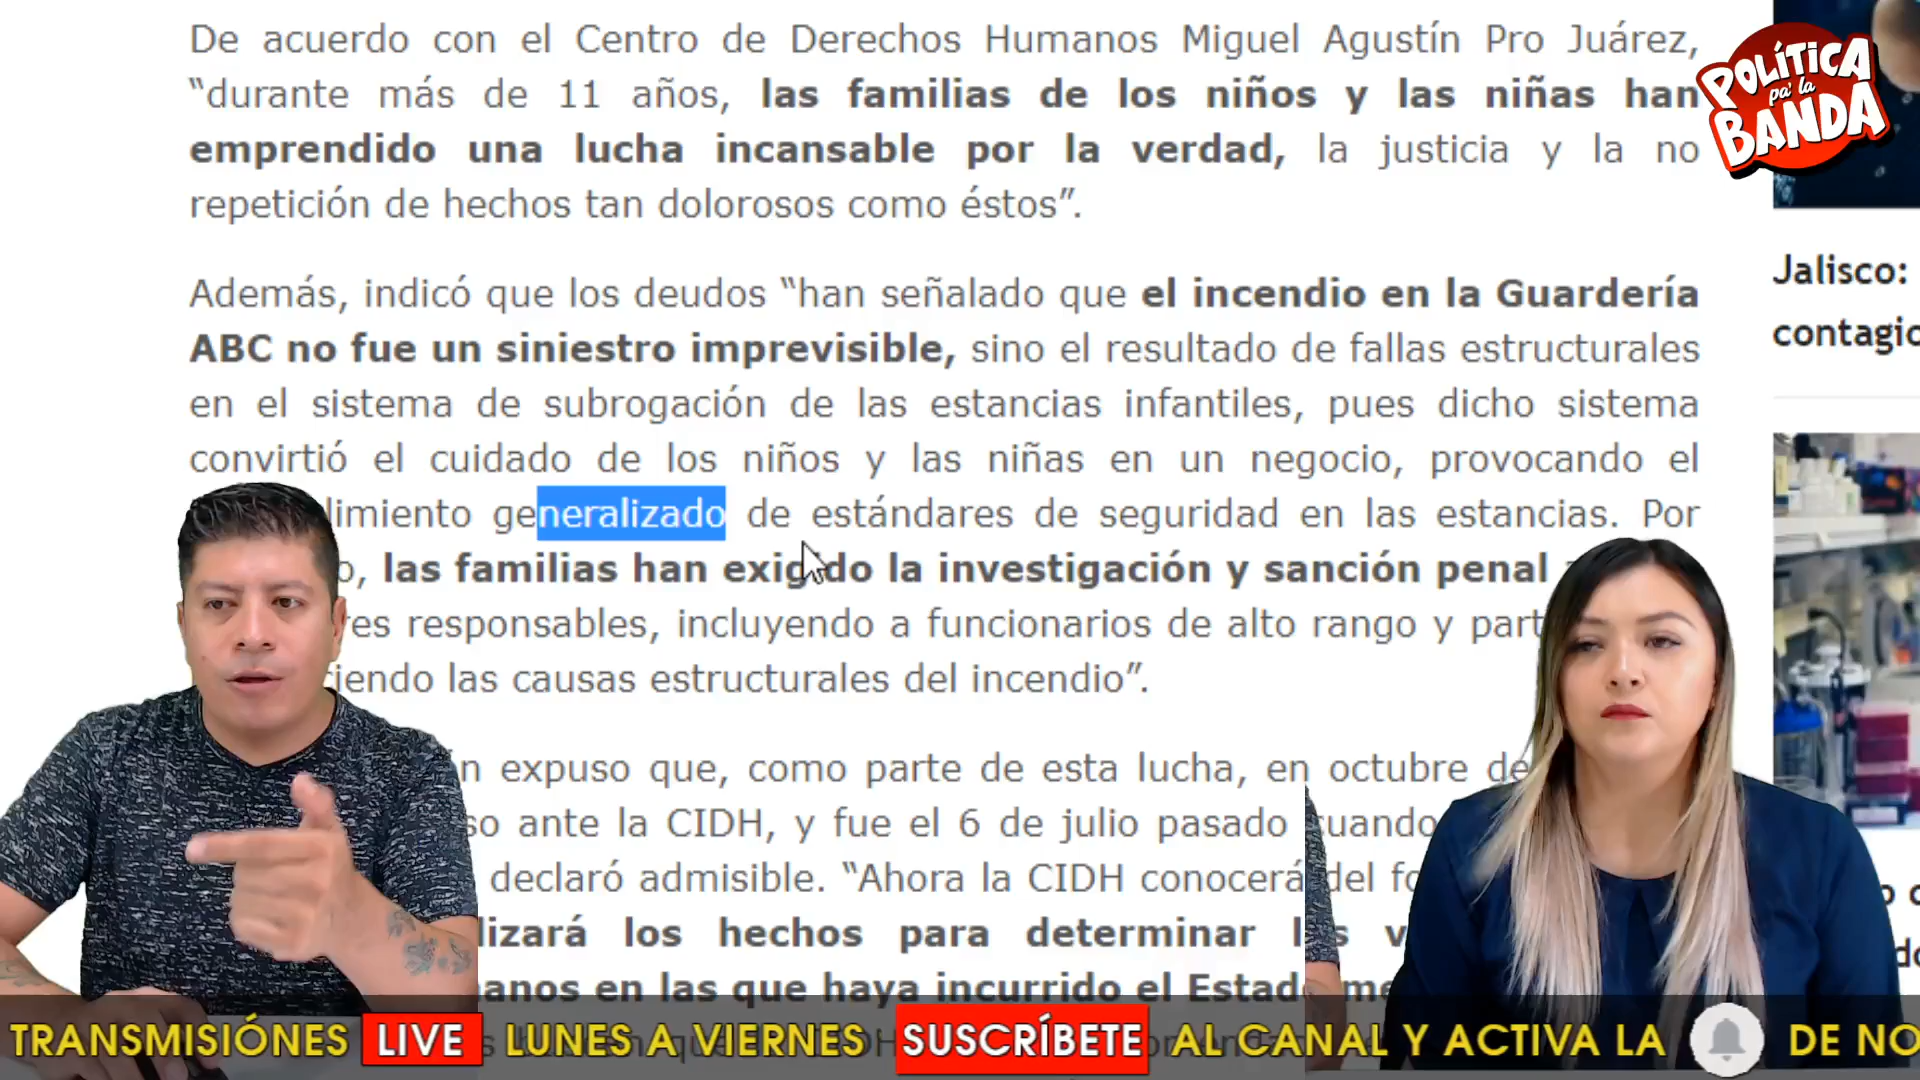 De acuerdo con el Centro de Derechos Humanos Miguel Agustín Pro Juárez,
“durante más de 11 años, las familias de los niños y las niñas han
emprendido una lucha incansable por la verdad, la justicia y la no
repetición de hechos tan dolorosos como éstos”.
POLÍTICA
pa' la
BANDA
Jalisco:
contagio
Además, indicó que los deudos “han señalado que el incendio en la Guardería
ABC no fue un siniestro imprevisible, sino el resultado de fallas estructurales
en el sistema de subrogación de las estancias infantiles, pues dicho sistema
convirtió el cuidado de los niños y las niñas en un negocio, provocando el
limiento generalizado de estándares de seguridad en las estancias. Por
o, las familias han exigido la investigación y sanción penal
res responsables, incluyendo a funcionarios de alto rango y part
iendo las causas estructurales del incendio”.
n expuso que, como parte de esta lucha, en octubre de
so ante la CIDH, y fue el 6 de julio pasado cuando
declaró admisible. “Ahora la CIDH conocerá del fo
lizará los hechos para determinar l s v
anos en las que haya incurrido el Estado me
TRANSMISIÓNES LIVE LUNES A VIERNES SUSCRÍBETE AL CANAL Y ACTIVA LA DE NO